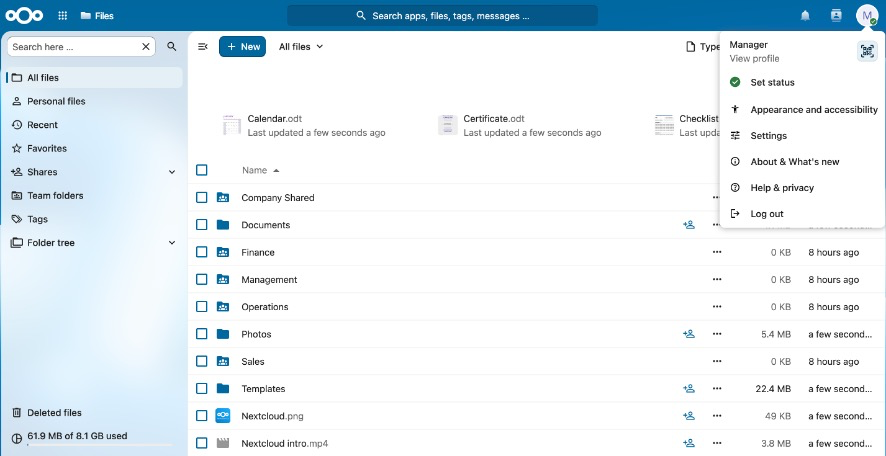 Files
Search apps, files, tags, messages ...
M
Search here ...
New
All files
Type
Manager
View profile
Set status
Appearance and accessibility
Settings
About & What's new
Help & privacy
Log out
All files
Personal files
Recent
Favorites
Shares
Team folders
Tags
Folder tree
Deleted files
61.9 MB of 8.1 GB used
Calendar.odt
Last updated a few seconds ago
Certificate.odt
Last updated a few seconds ago
Checklist
Last upda
Name
Company Shared
Documents
Finance 0 KB 8 hours ago
Management 0 KB 8 hours ago
Operations 0 KB 8 hours ago
Photos 5.4 MB a few second...
Sales 0 KB 8 hours ago
Templates 22.4 MB a few second...
Nextcloud.png 49 KB a few second...
Nextcloud intro.mp4 3.8 MB a few second...